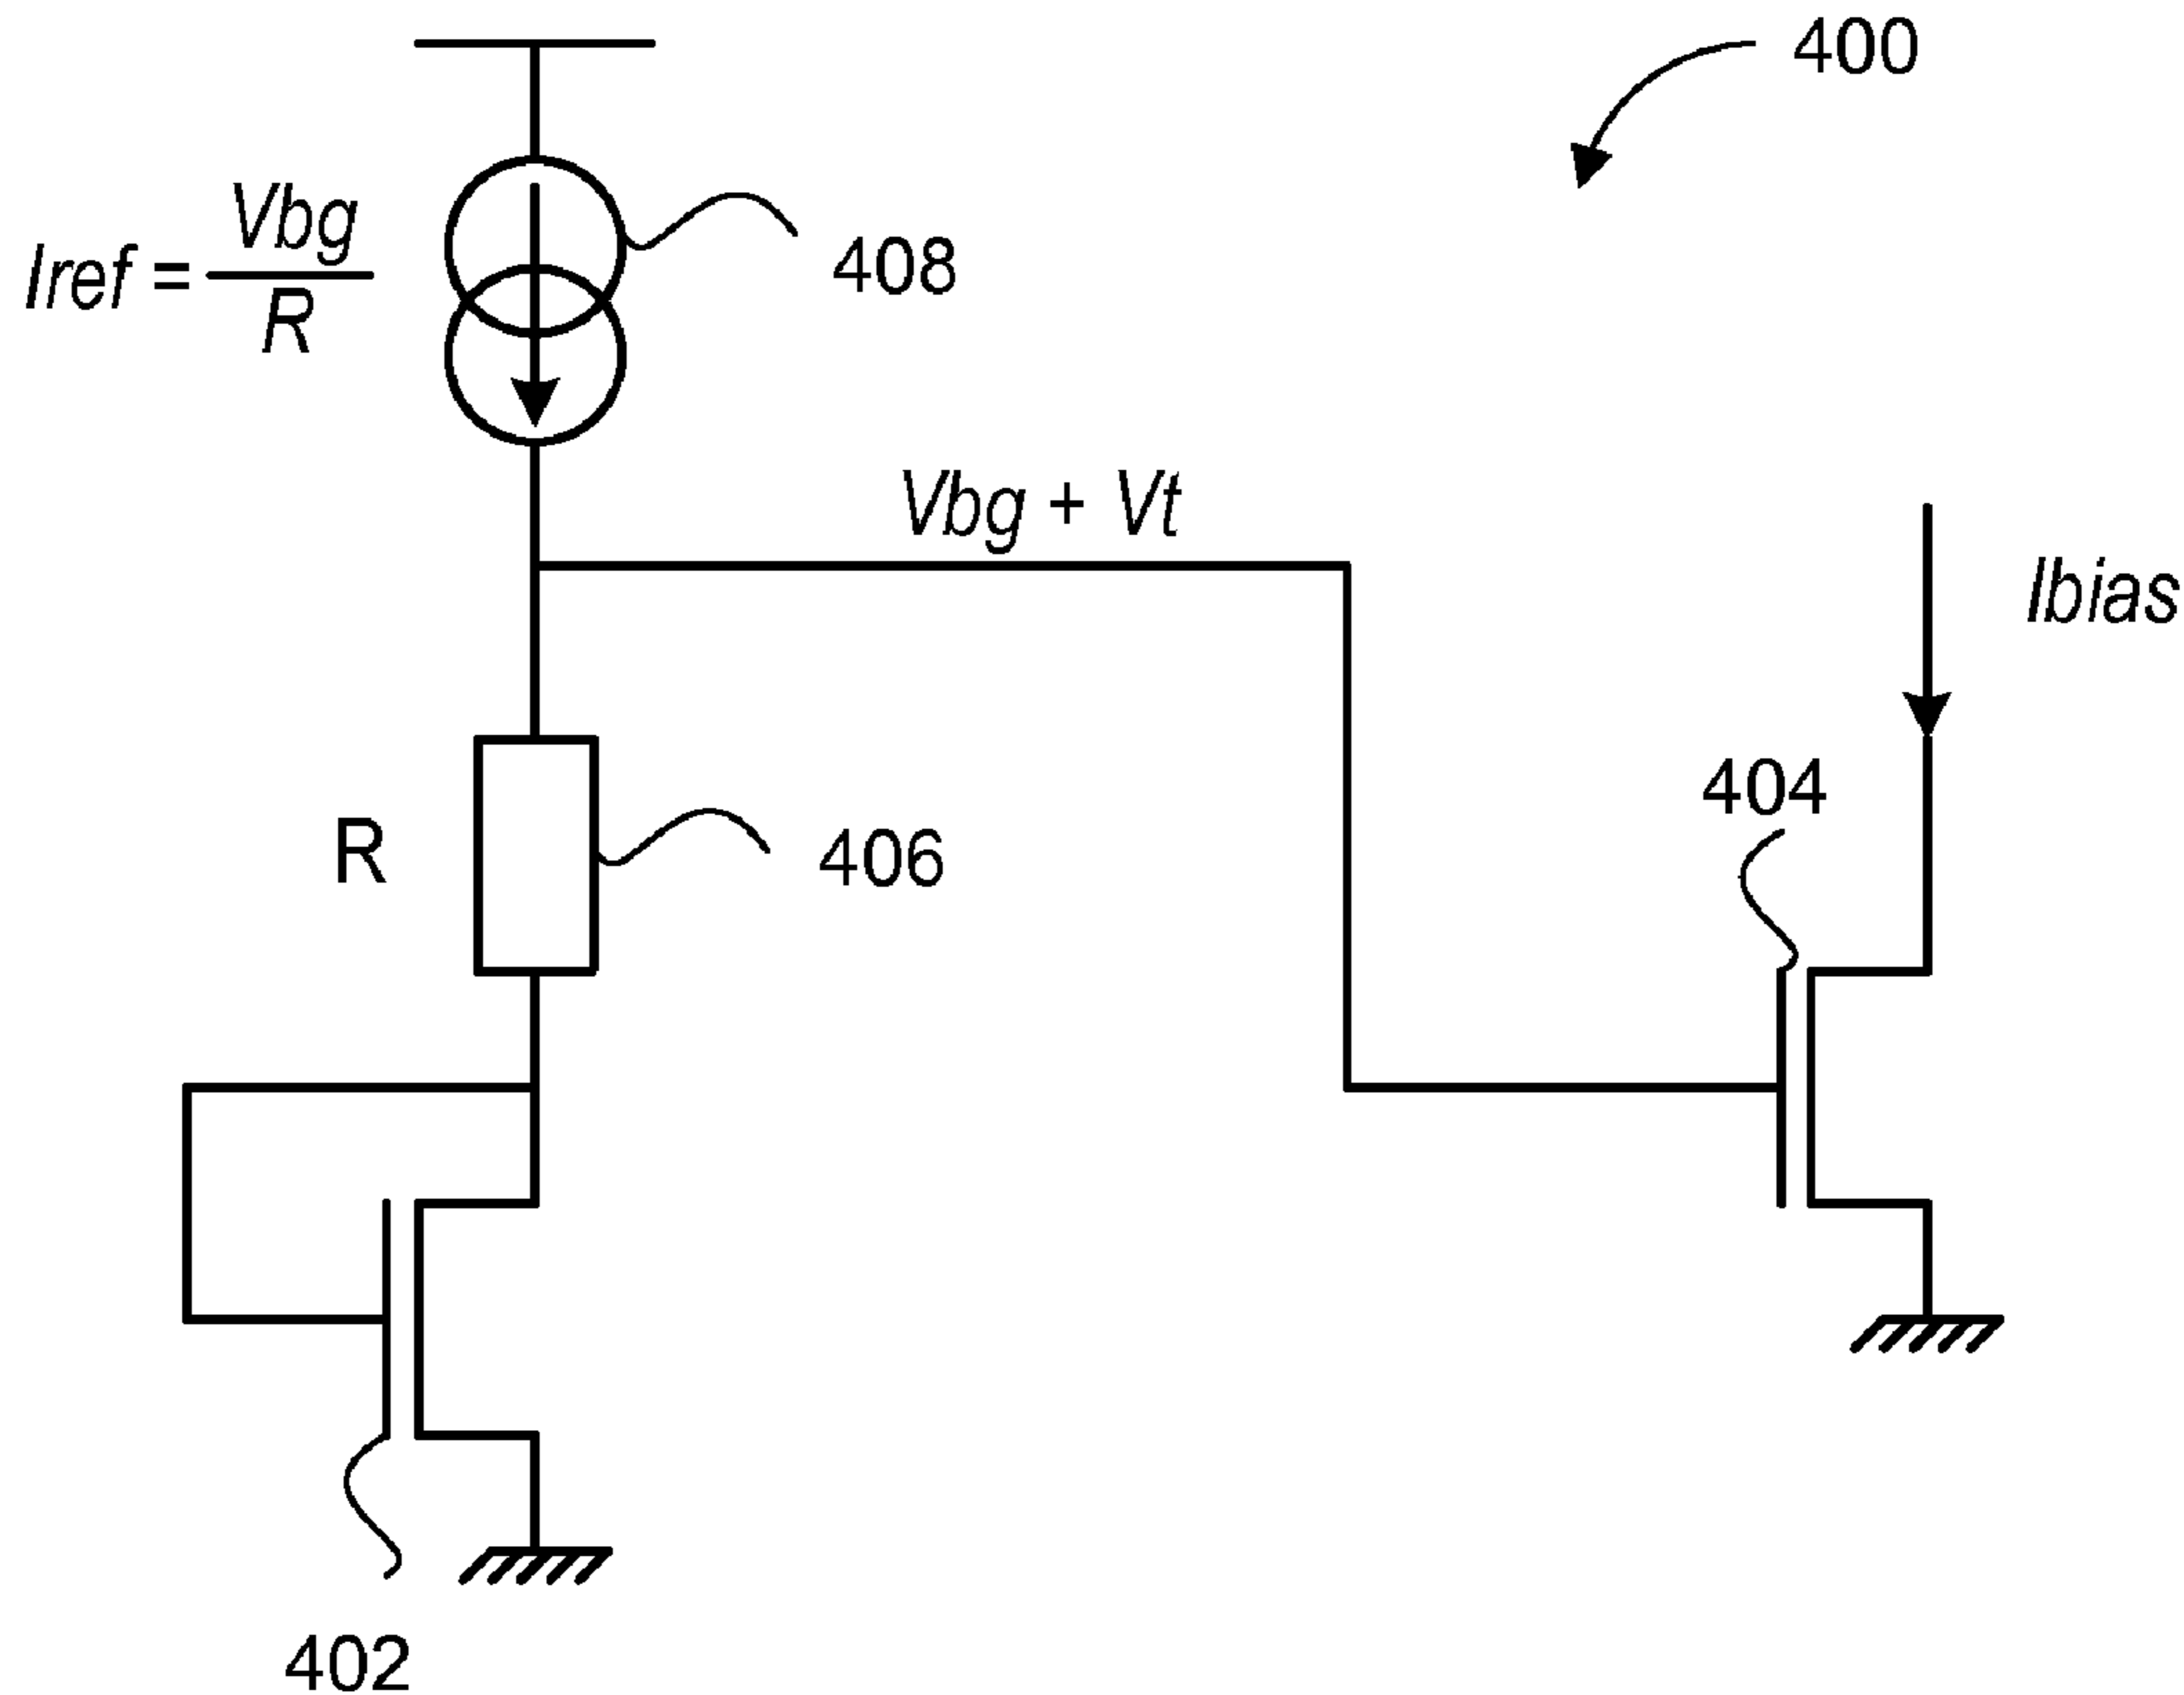 400
Iref = Vbg / R
408
Vbg + Vt
Ibias
404
R
406
402